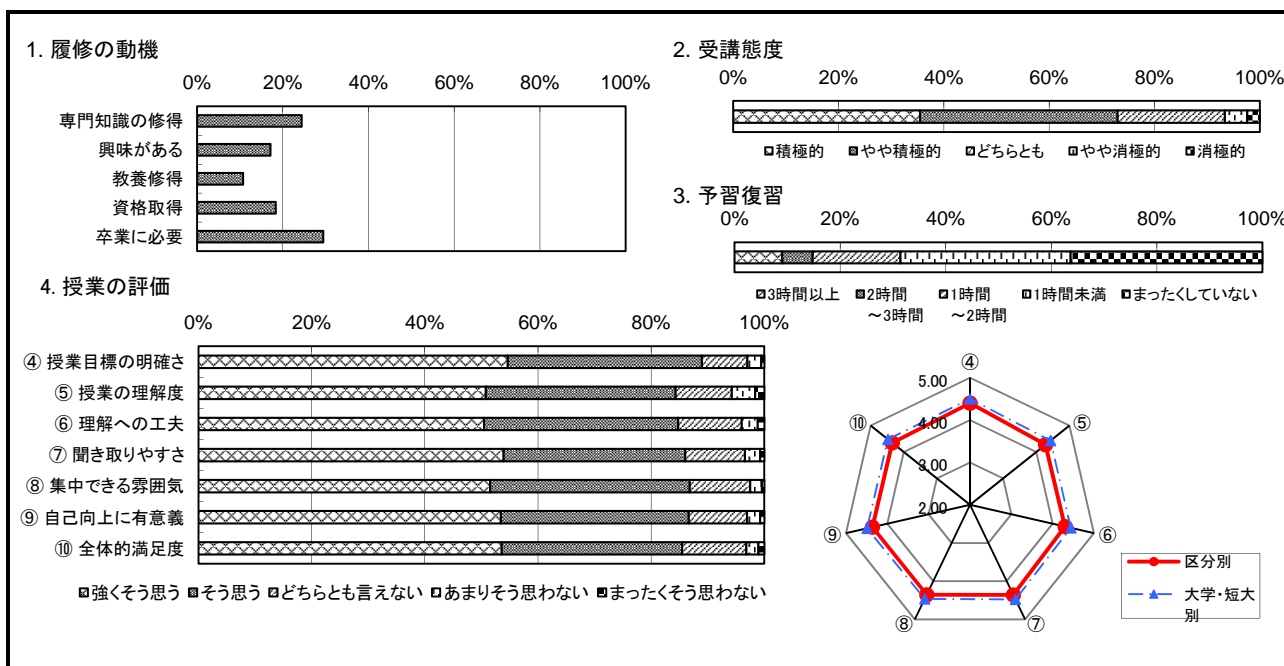 1. 履修の動機
0% 20% 40% 60% 80% 100%
専門知識の修得
興味がある
教養修得
資格取得
卒業に必要
2. 受講態度
0% 20% 40% 60% 80% 100%
積極的 やや積極的 どちらとも やや消極的 消極的
3. 予習復習
0% 20% 40% 60% 80% 100%
3時間以上 2時間 1時間 1時間未満 まったくしていない
～3時間 ～2時間
4. 授業の評価
0% 20% 40% 60% 80% 100%
④ 授業目標の明確さ
⑤ 授業の理解度
⑥ 理解への工夫
⑦ 聞き取りやすさ
⑧ 集中できる雰囲気
⑨ 自己向上に有意義
⑩ 全体的満足度
強くそう思う そう思う どちらとも言えない あまりそう思わない まったくそう思わない
④
5.00
⑩ ⑤
4.00
3.00
2.00
⑨ ⑥
⑧ ⑦
区分別
大学・短大
別